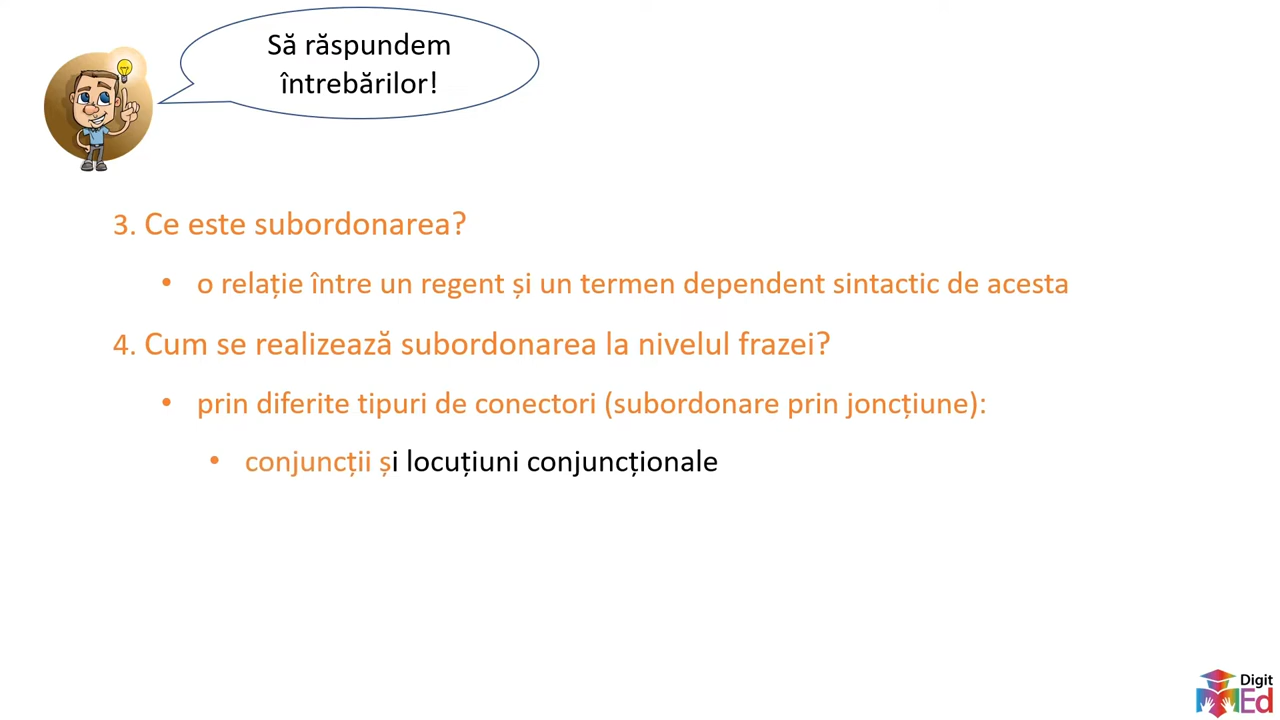 Să răspundem
întrebărilor!
3. Ce este subordonarea?
• o relație între un regent și un termen dependent sintactic de acesta
4. Cum se realizează subordonarea la nivelul frazei?
• prin diferite tipuri de conectori (subordonare prin joncțiune):
• conjuncții și locuțiuni conjuncționale
Digit
Ed